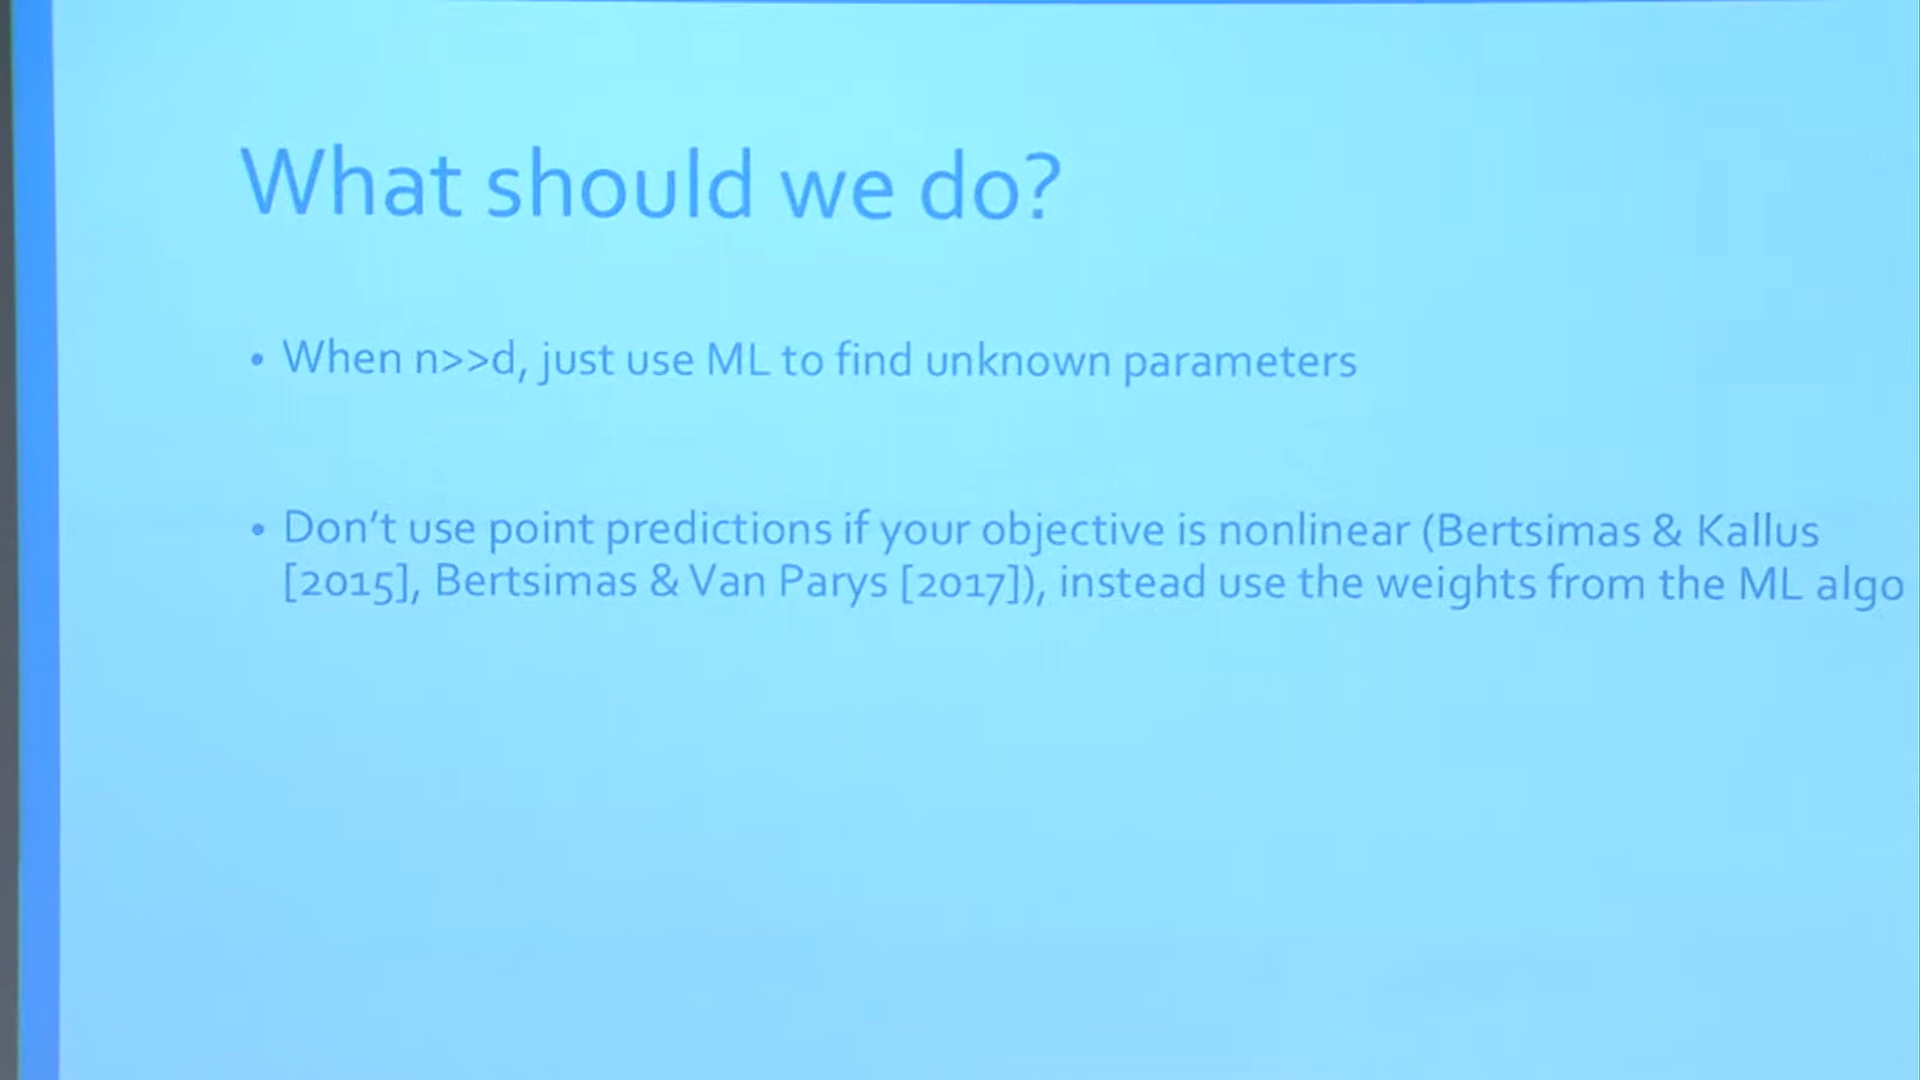 What should we do?
• When n>>d, just use ML to find unknown parameters
• Don't use point predictions if your objective is nonlinear (Bertsimas & Kallus
[2015], Bertsimas & Van Parys [2017]), instead use the weights from the ML algo